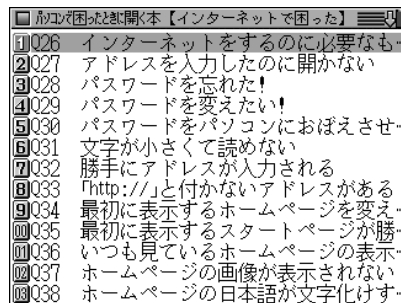 パソコンで困ったときに開く本【インターネットで困った】
1 Q26 インターネットをするのに必要なも…
2 Q27 アドレスを入力したのに開かない
3 Q28 パスワードを忘れた!
4 Q29 パスワードを変えたい!
5 Q30 パスワードをパソコンにおぼえさせ…
6 Q31 文字が小さくて読めない
7 Q32 勝手にアドレスが入力される
8 Q33 「http://」と付かないアドレスがある
9 Q34 最初に表示するホームページを変え…
00 Q35 最初に表示するスタートページが勝…
01 Q36 いつも見ているホームページの表示…
02 Q37 ホームページの画像が表示されない
03 Q38 ホームページの日本語が文字化けす…